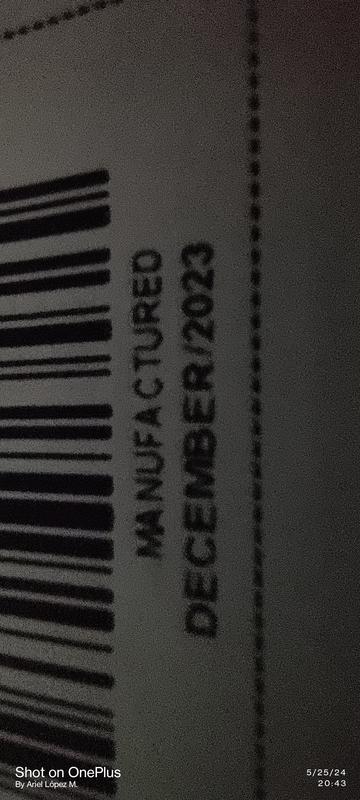 MANUFACTURED
DECEMBER/2023
Shot on OnePlus
By Ariel López M.
5/25/24
20:43